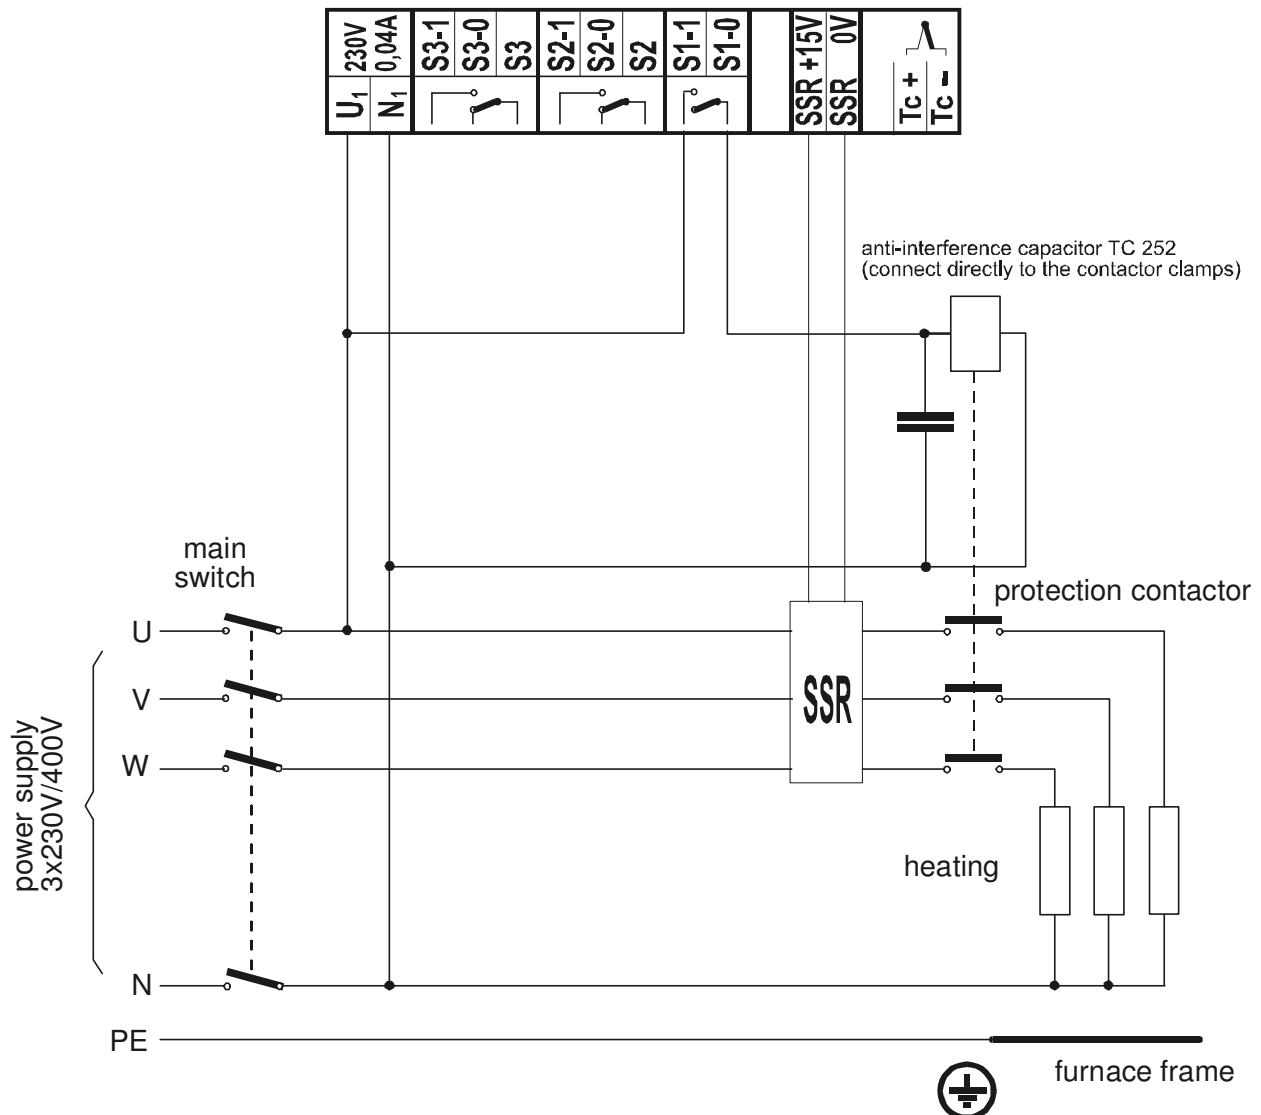 U₁ 230V
N₁ 0,04A
S3-1
S3-0
S3
S2-1
S2-0
S2
S1-1
S1-0
SSR +15V
SSR 0V
Tc +
Tc -
anti-interference capacitor TC 252
(connect directly to the contactor clamps)
main
switch
protection contactor
U
V
SSR
W
power supply
3x230V/400V
heating
N
PE
furnace frame